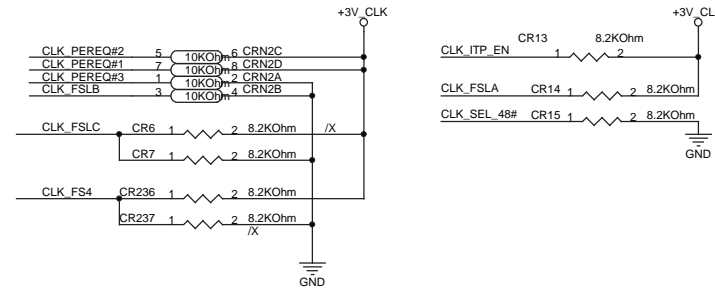 +3V_CLK
CLK_PEREQ#2 5 10KOhm 6 CRN2C
CLK_PEREQ#1 7 10KOhm 8 CRN2D
CLK_PEREQ#3 1 10KOhm 2 CRN2A
CLK_FSLB 3 10KOhm 4 CRN2B
CLK_FSLC CR6 1 2 8.2KOhm /X
CR7 1 2 8.2KOhm
CLK_FS4 CR236 1 2 8.2KOhm
CR237 1 2 8.2KOhm
/X
GND
+3V_CL
CR13 8.2KOhm
CLK_ITP_EN 1 2
CLK_FSLA CR14 1 2 8.2KOhm
CLK_SEL_48# CR15 1 2 8.2KOhm
GND